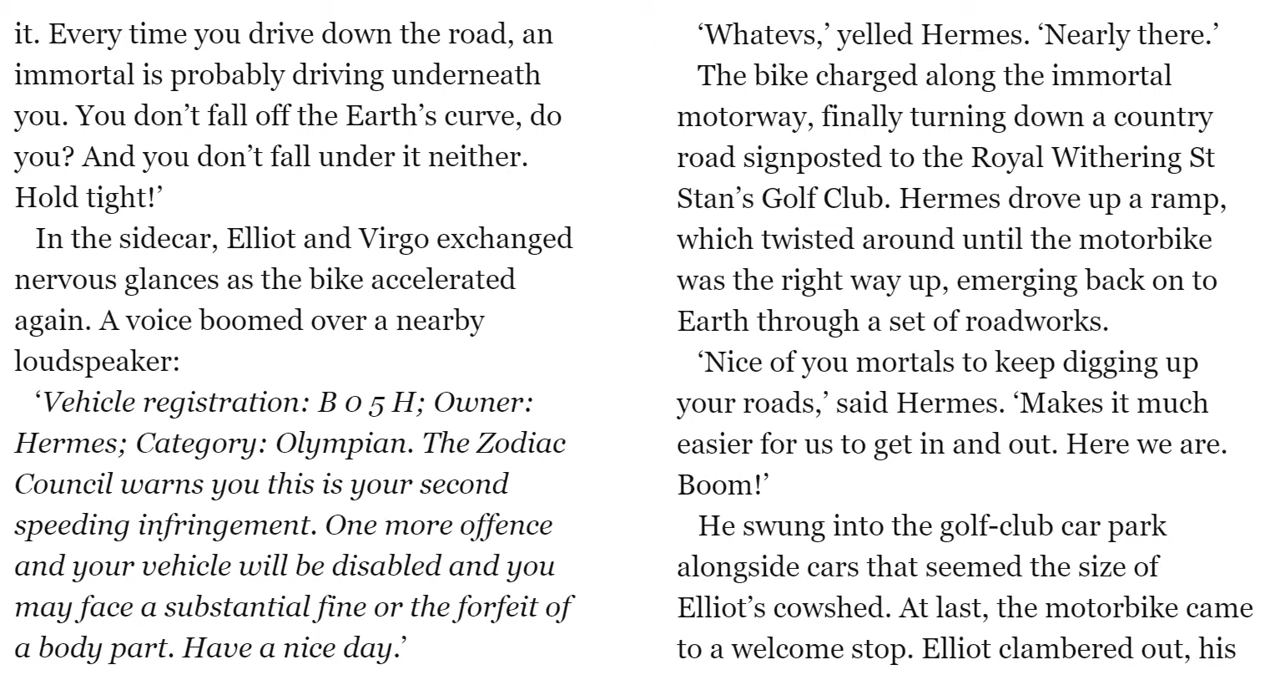 it. Every time you drive down the road, an
immortal is probably driving underneath
you. You don’t fall off the Earth’s curve, do
you? And you don’t fall under it neither.
Hold tight!’
In the sidecar, Elliot and Virgo exchanged
nervous glances as the bike accelerated
again. A voice boomed over a nearby
loudspeaker:
‘Vehicle registration: B 0 5 H; Owner:
Hermes; Category: Olympian. The Zodiac
Council warns you this is your second
speeding infringement. One more offence
and your vehicle will be disabled and you
may face a substantial fine or the forfeit of
a body part. Have a nice day.’
‘Whatevs,’ yelled Hermes. ‘Nearly there.’
The bike charged along the immortal
motorway, finally turning down a country
road signposted to the Royal Withering St
Stan’s Golf Club. Hermes drove up a ramp,
which twisted around until the motorbike
was the right way up, emerging back on to
Earth through a set of roadworks.
‘Nice of you mortals to keep digging up
your roads,’ said Hermes. ‘Makes it much
easier for us to get in and out. Here we are.
Boom!’
He swung into the golf-club car park
alongside cars that seemed the size of
Elliot’s cowshed. At last, the motorbike came
to a welcome stop. Elliot clambered out, his